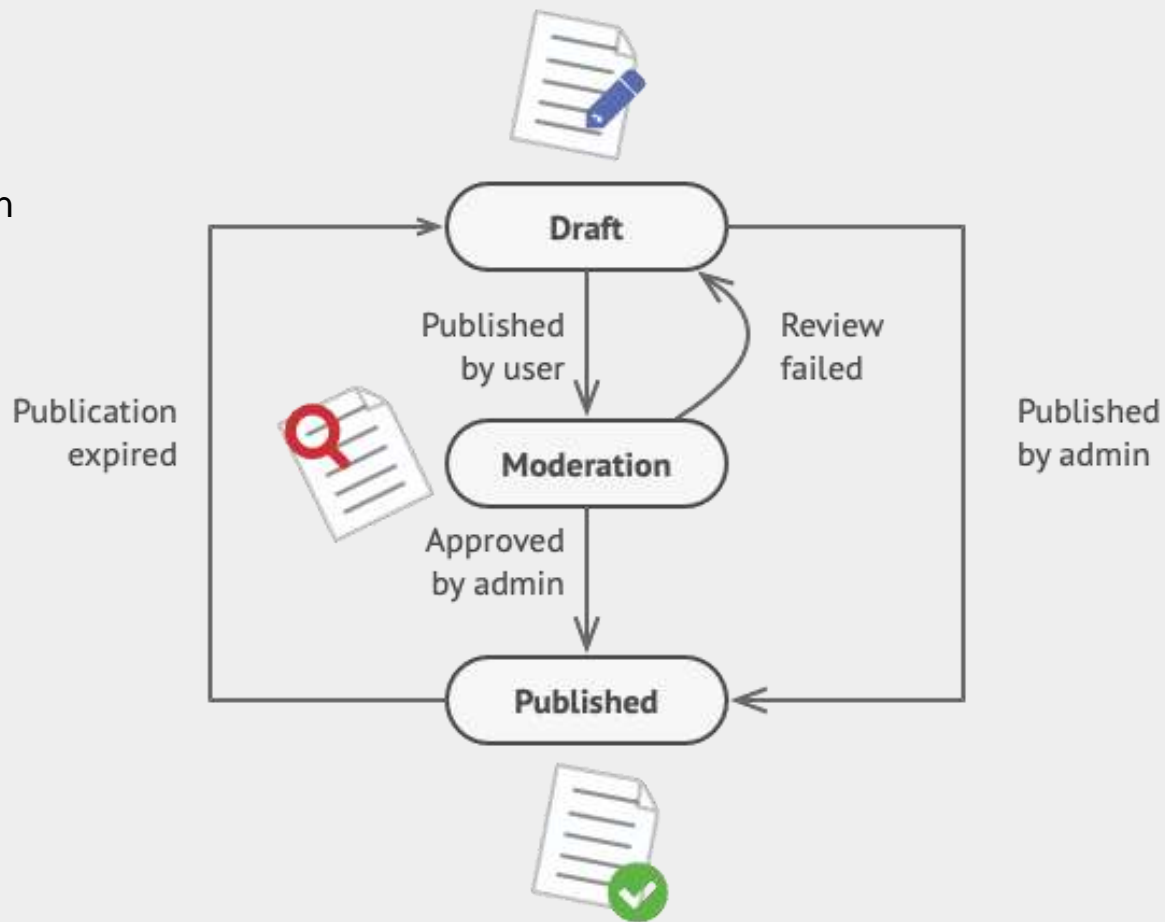 n
Draft
Published
by user
Review
failed
Publication
expired
Published
by admin
Moderation
Approved
by admin
Published